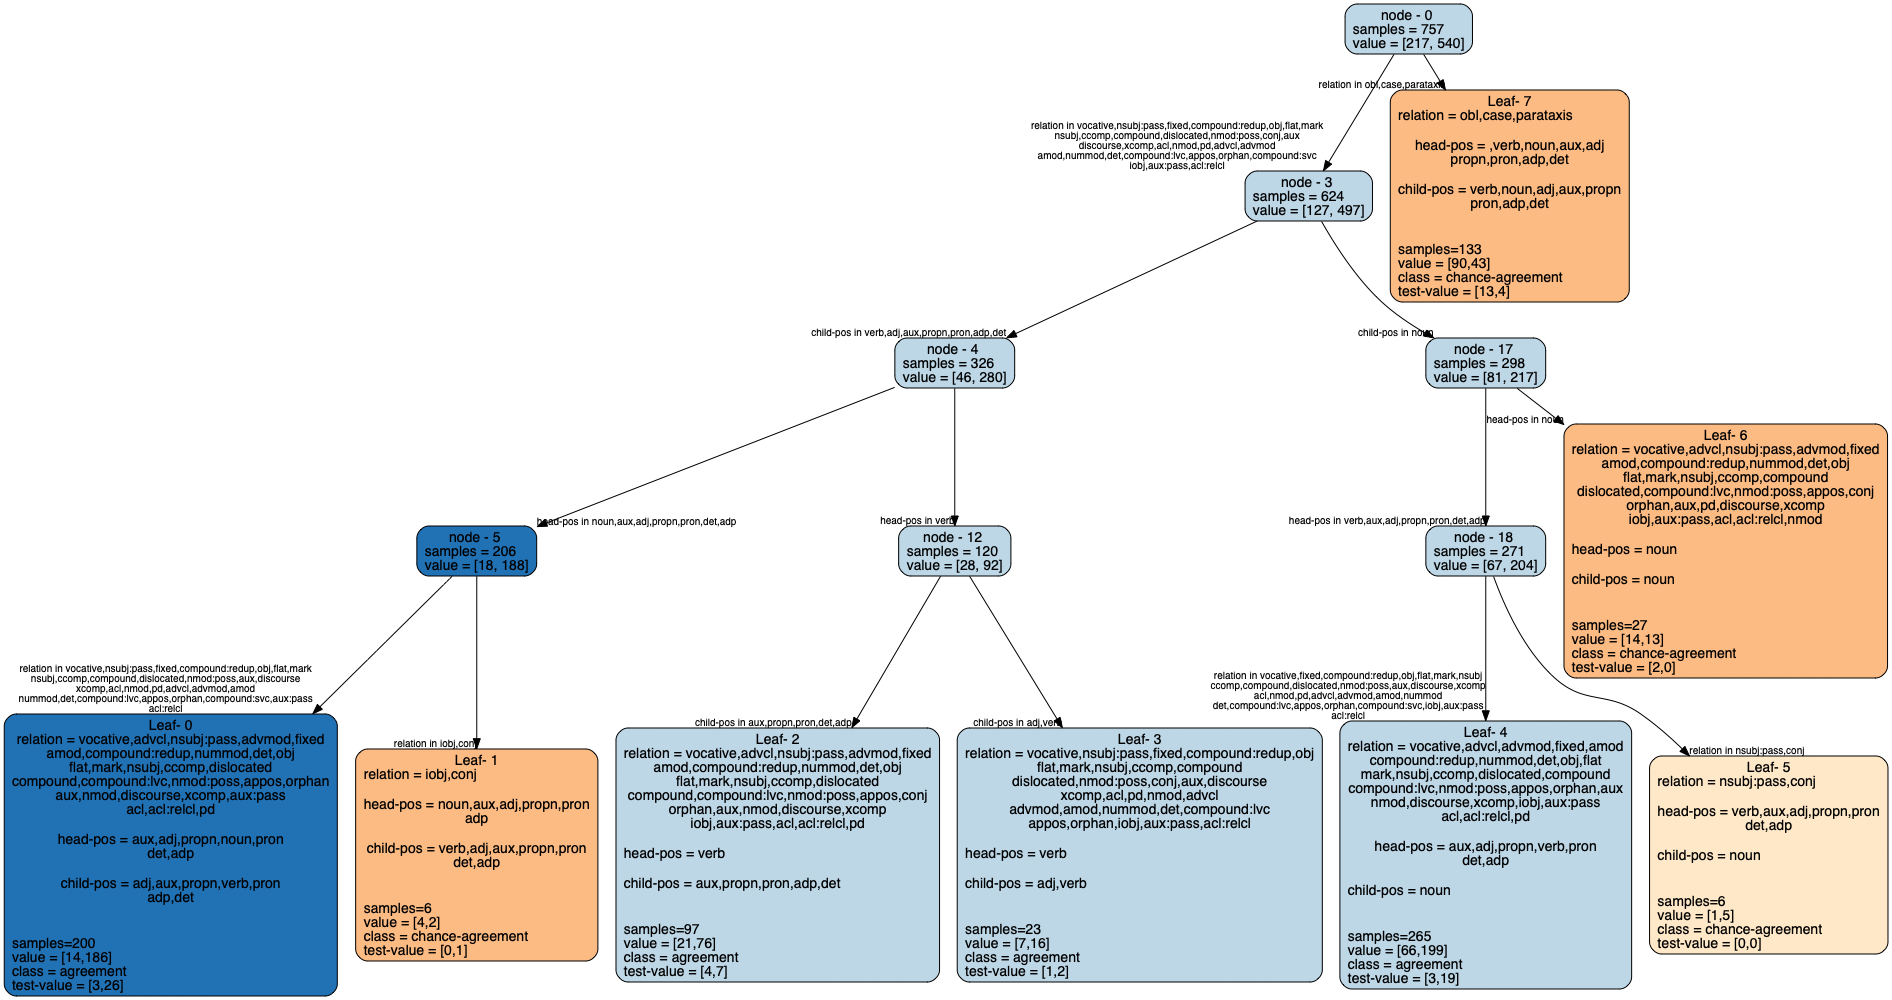 node - 0
samples = 757
value = [217, 540]
relation in obl,case,parataxis
Leaf- 7
relation = obl,case,parataxis
head-pos = ,verb,noun,aux,adj
propn,pron,adp,det
child-pos = verb,noun,adj,aux,propn
pron,adp,det
samples=133
value = [90,43]
class = chance-agreement
test-value = [13,4]
relation in vocative,nsubj:pass,fixed,compound:redup,obj,flat,mark
nsubj,ccomp,compound,dislocated,nmod:poss,conj,aux
discourse,xcomp,acl,nmod,pd,advcl,advmod
amod,nummod,det,compound:lvc,appos,orphan,compound:svc
iobj,aux:pass,acl:relcl
node - 3
samples = 624
value = [127, 497]
child-pos in verb,adj,aux,propn,pron,adp,det
node - 4
samples = 326
value = [46, 280]
child-pos in noun
node - 17
samples = 298
value = [81, 217]
head-pos in noun
Leaf- 6
relation = vocative,advcl,nsubj:pass,advmod,fixed
amod,compound:redup,nummod,det,obj
flat,mark,nsubj,ccomp,compound
dislocated,compound:lvc,nmod:poss,appos,conj
orphan,aux,pd,discourse,xcomp
iobj,aux:pass,acl,acl:relcl,nmod
head-pos = noun
child-pos = noun
samples=27
value = [14,13]
class = chance-agreement
test-value = [2,0]
head-pos in noun,aux,adj,propn,pron,det,adp
node - 5
samples = 206
value = [18, 188]
head-pos in verb
node - 12
samples = 120
value = [28, 92]
head-pos in verb,aux,adj,propn,pron,det,adp
node - 18
samples = 271
value = [67, 204]
relation in vocative,nsubj:pass,fixed,compound:redup,obj,flat,mark
nsubj,ccomp,compound,dislocated,nmod:poss,aux,discourse
xcomp,acl,nmod,pd,advcl,advmod,amod
nummod,det,compound:lvc,appos,orphan,compound:svc,aux:pass
acl:relcl
Leaf- 0
relation = vocative,advcl,nsubj:pass,advmod,fixed
amod,compound:redup,nummod,det,obj
flat,mark,nsubj,ccomp,dislocated
compound,compound:lvc,nmod:poss,appos,orphan
aux,nmod,discourse,xcomp,aux:pass
acl,acl:relcl,pd
head-pos = aux,adj,propn,noun,pron
det,adp
child-pos = adj,aux,propn,verb,pron
adp,det
samples=200
value = [14,186]
class = agreement
test-value = [3,26]
relation in iobj,conj
Leaf- 1
relation = iobj,conj
head-pos = noun,aux,adj,propn,pron
adp
child-pos = verb,adj,aux,propn,pron
det,adp
samples=6
value = [4,2]
class = chance-agreement
test-value = [0,1]
child-pos in aux,propn,pron,det,adp
Leaf- 2
relation = vocative,advcl,nsubj:pass,advmod,fixed
amod,compound:redup,nummod,det,obj
flat,mark,nsubj,ccomp,dislocated
compound,compound:lvc,nmod:poss,appos,conj
orphan,aux,nmod,discourse,xcomp
iobj,aux:pass,acl,acl:relcl,pd
head-pos = verb
child-pos = aux,propn,pron,adp,det
samples=97
value = [21,76]
class = agreement
test-value = [4,7]
child-pos in adj,verb
Leaf- 3
relation = vocative,nsubj:pass,fixed,compound:redup,obj
flat,mark,nsubj,ccomp,compound
dislocated,nmod:poss,conj,aux,discourse
xcomp,acl,pd,nmod,advcl
advmod,amod,nummod,det,compound:lvc
appos,orphan,iobj,aux:pass,acl:relcl
head-pos = verb
child-pos = adj,verb
samples=23
value = [7,16]
class = agreement
test-value = [1,2]
relation in vocative,fixed,compound:redup,obj,flat,mark,nsubj
ccomp,compound,dislocated,nmod:poss,aux,discourse,xcomp
acl,nmod,pd,advcl,advmod,amod,nummod
det,compound:lvc,appos,orphan,compound:svc,iobj,aux:pass
acl:relcl
Leaf- 4
relation = vocative,advcl,advmod,fixed,amod
compound:redup,nummod,det,obj,flat
mark,nsubj,ccomp,dislocated,compound
compound:lvc,nmod:poss,appos,orphan,aux
nmod,discourse,xcomp,iobj,aux:pass
acl,acl:relcl,pd
head-pos = aux,adj,propn,verb,pron
det,adp
child-pos = noun
samples=265
value = [66,199]
class = agreement
test-value = [3,19]
relation in nsubj:pass,conj
Leaf- 5
relation = nsubj:pass,conj
head-pos = verb,aux,adj,propn,pron
det,adp
child-pos = noun
samples=6
value = [1,5]
class = chance-agreement
test-value = [0,0]